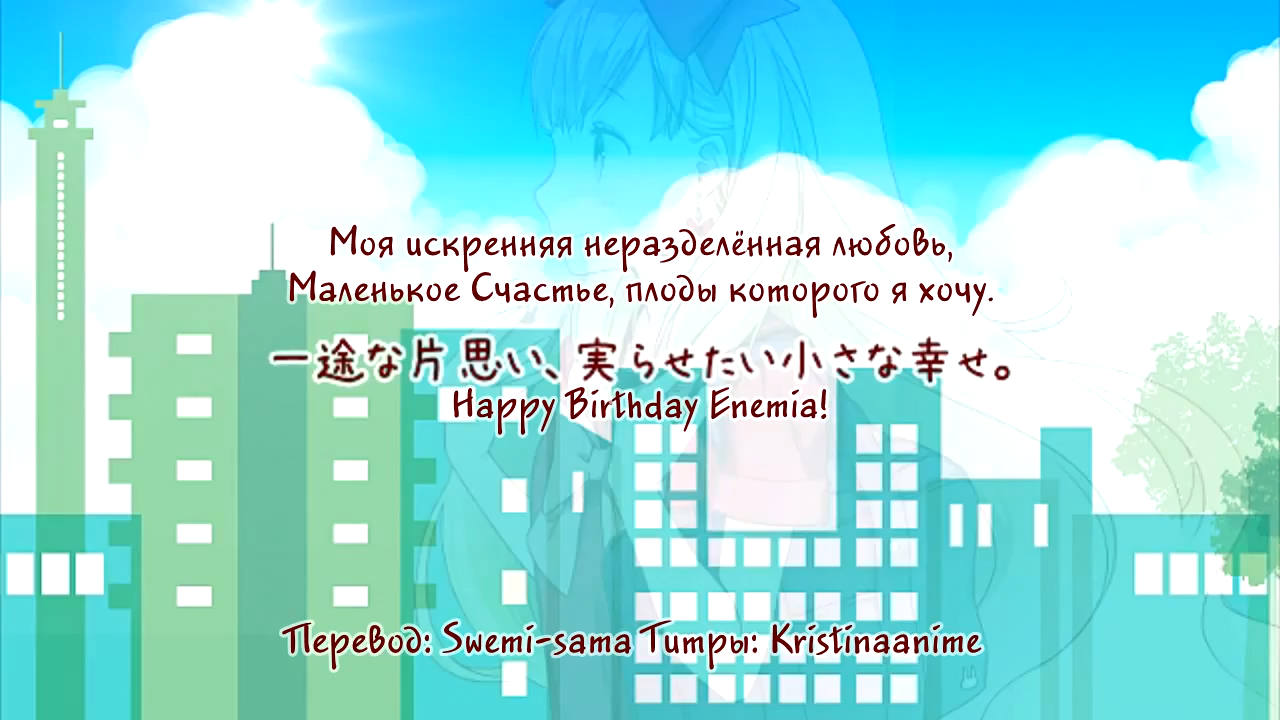 Моя искренняя неразделённая любовь,
Маленькое Счастье, плоды которого я хочу.
一途な片思い、実らせたい小さな幸せ。
Happy Birthday Enemia!
Перевод: Swemi-sama Титры: Kristinaanime